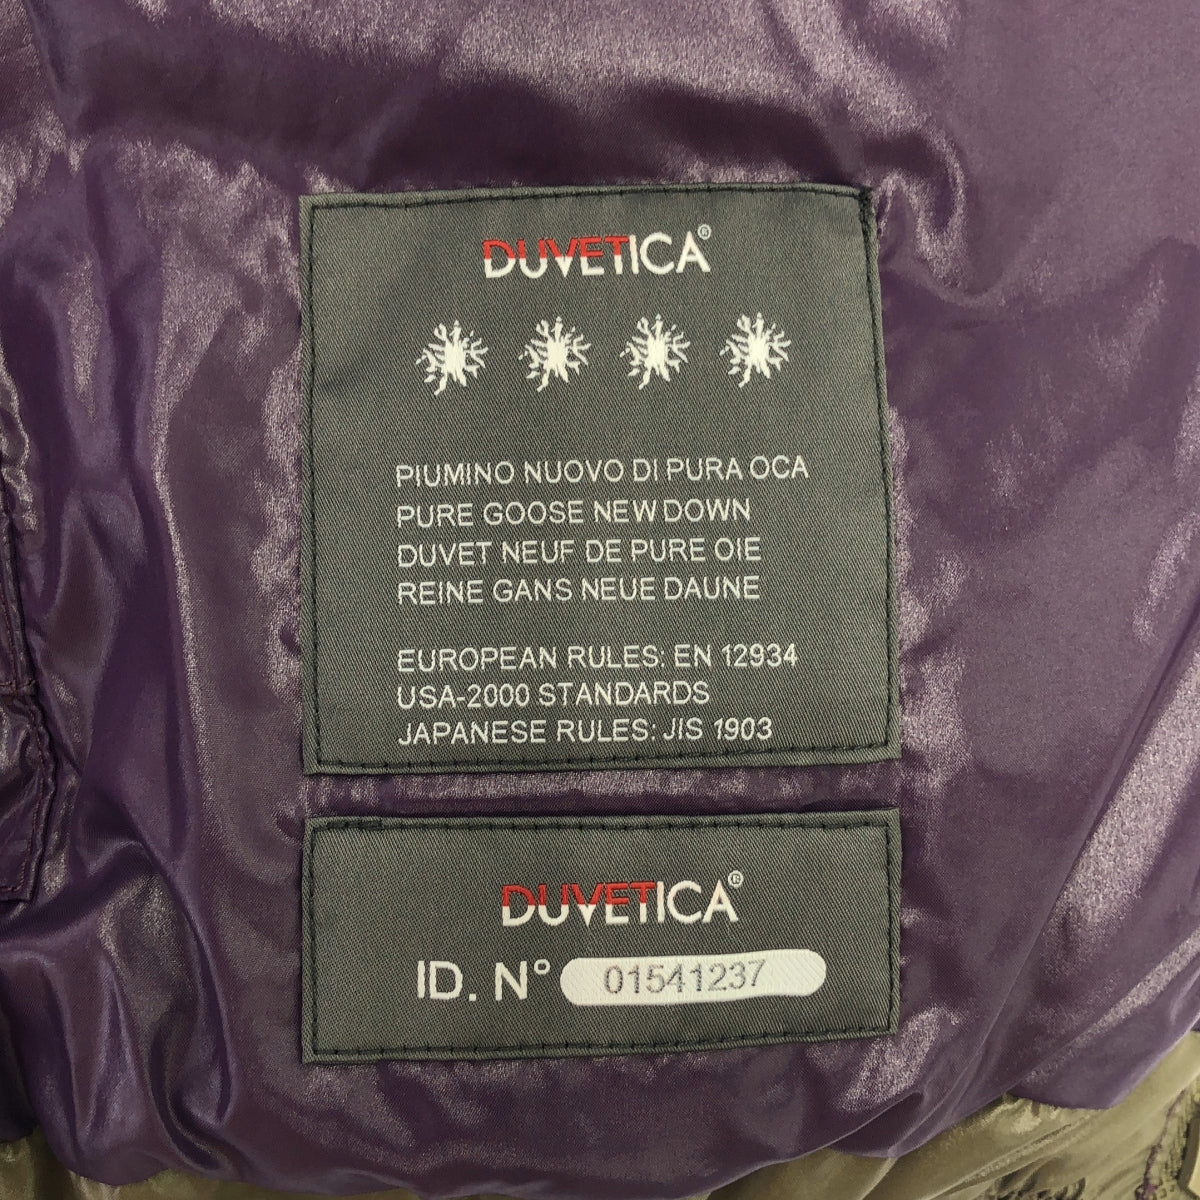 DUVETICA®
PIUMINO NUOVO DI PURA OCA
PURE GOOSE NEW DOWN
DUVET NEUF DE PURE OIE
REINE GANS NEUE DAUNE
EUROPEAN RULES: EN 12934
USA-2000 STANDARDS
JAPANESE RULES: JIS 1903
DUVETICA®
ID. N° 01541237